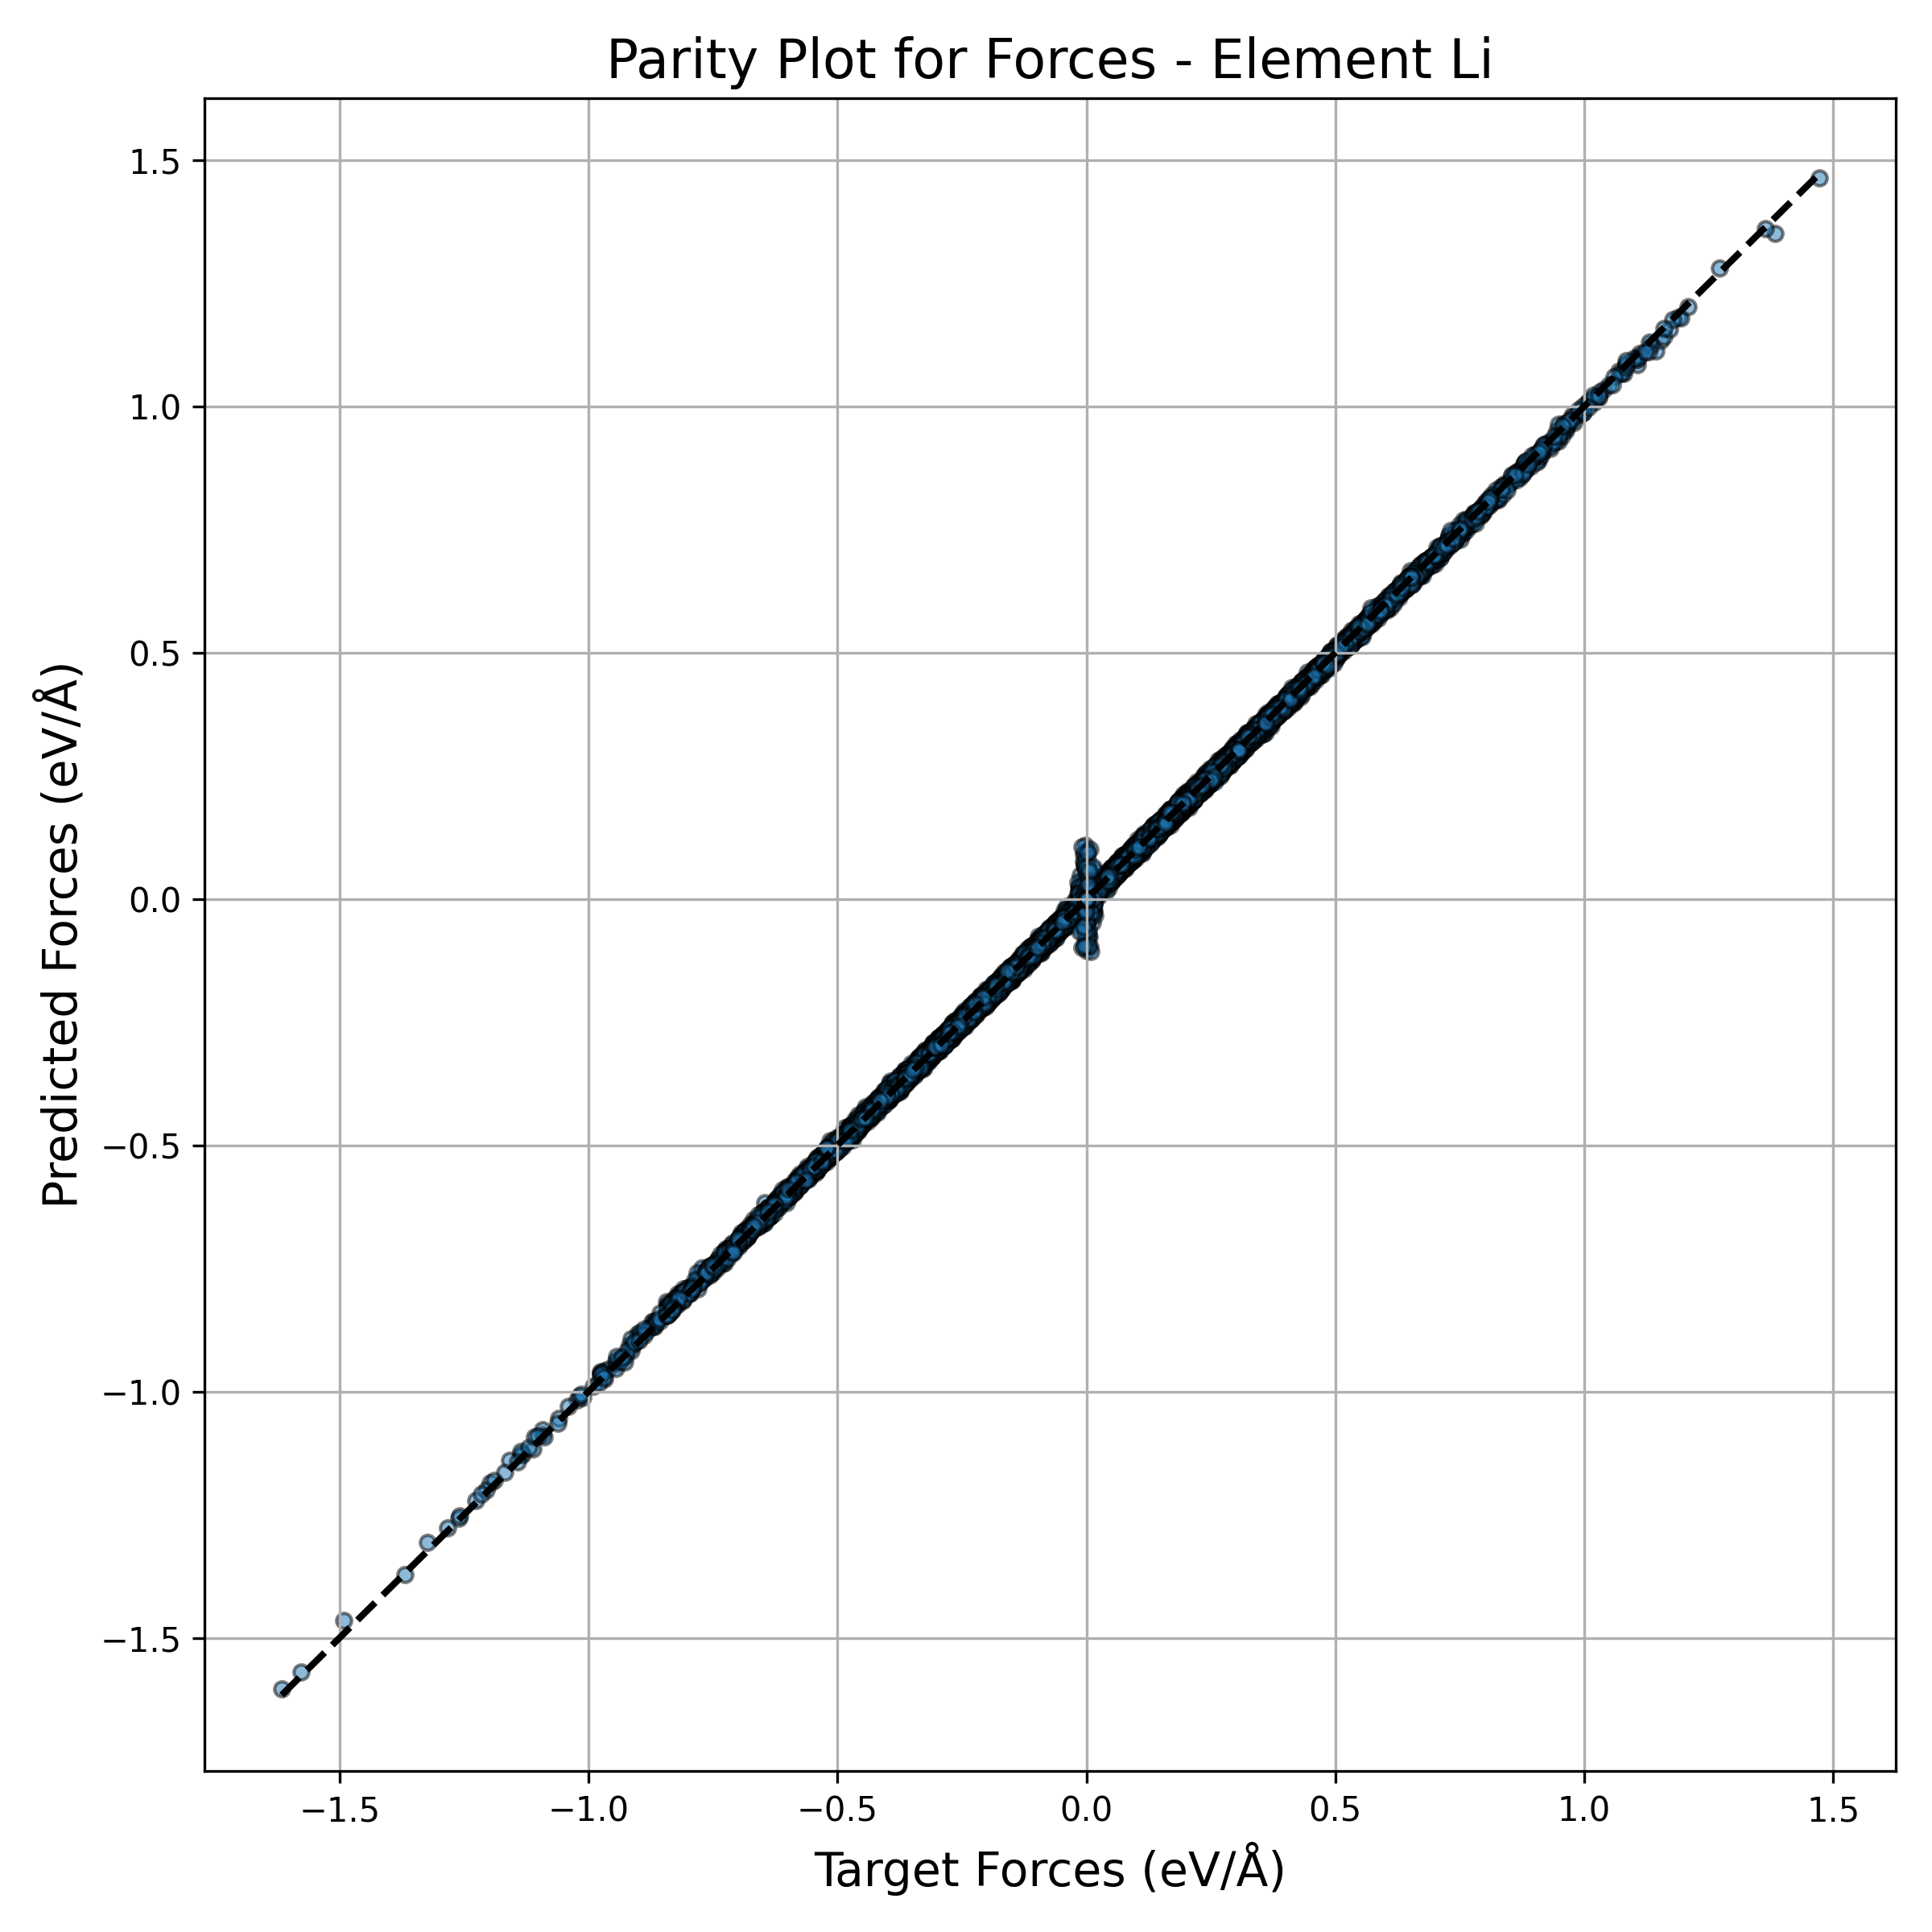 Parity Plot for Forces - Element Li
Predicted Forces (eV/Å)
1.5
1.0
0.5
0.0
−0.5
−1.0
−1.5
−1.5 −1.0 −0.5 0.0 0.5 1.0 1.5
Target Forces (eV/Å)